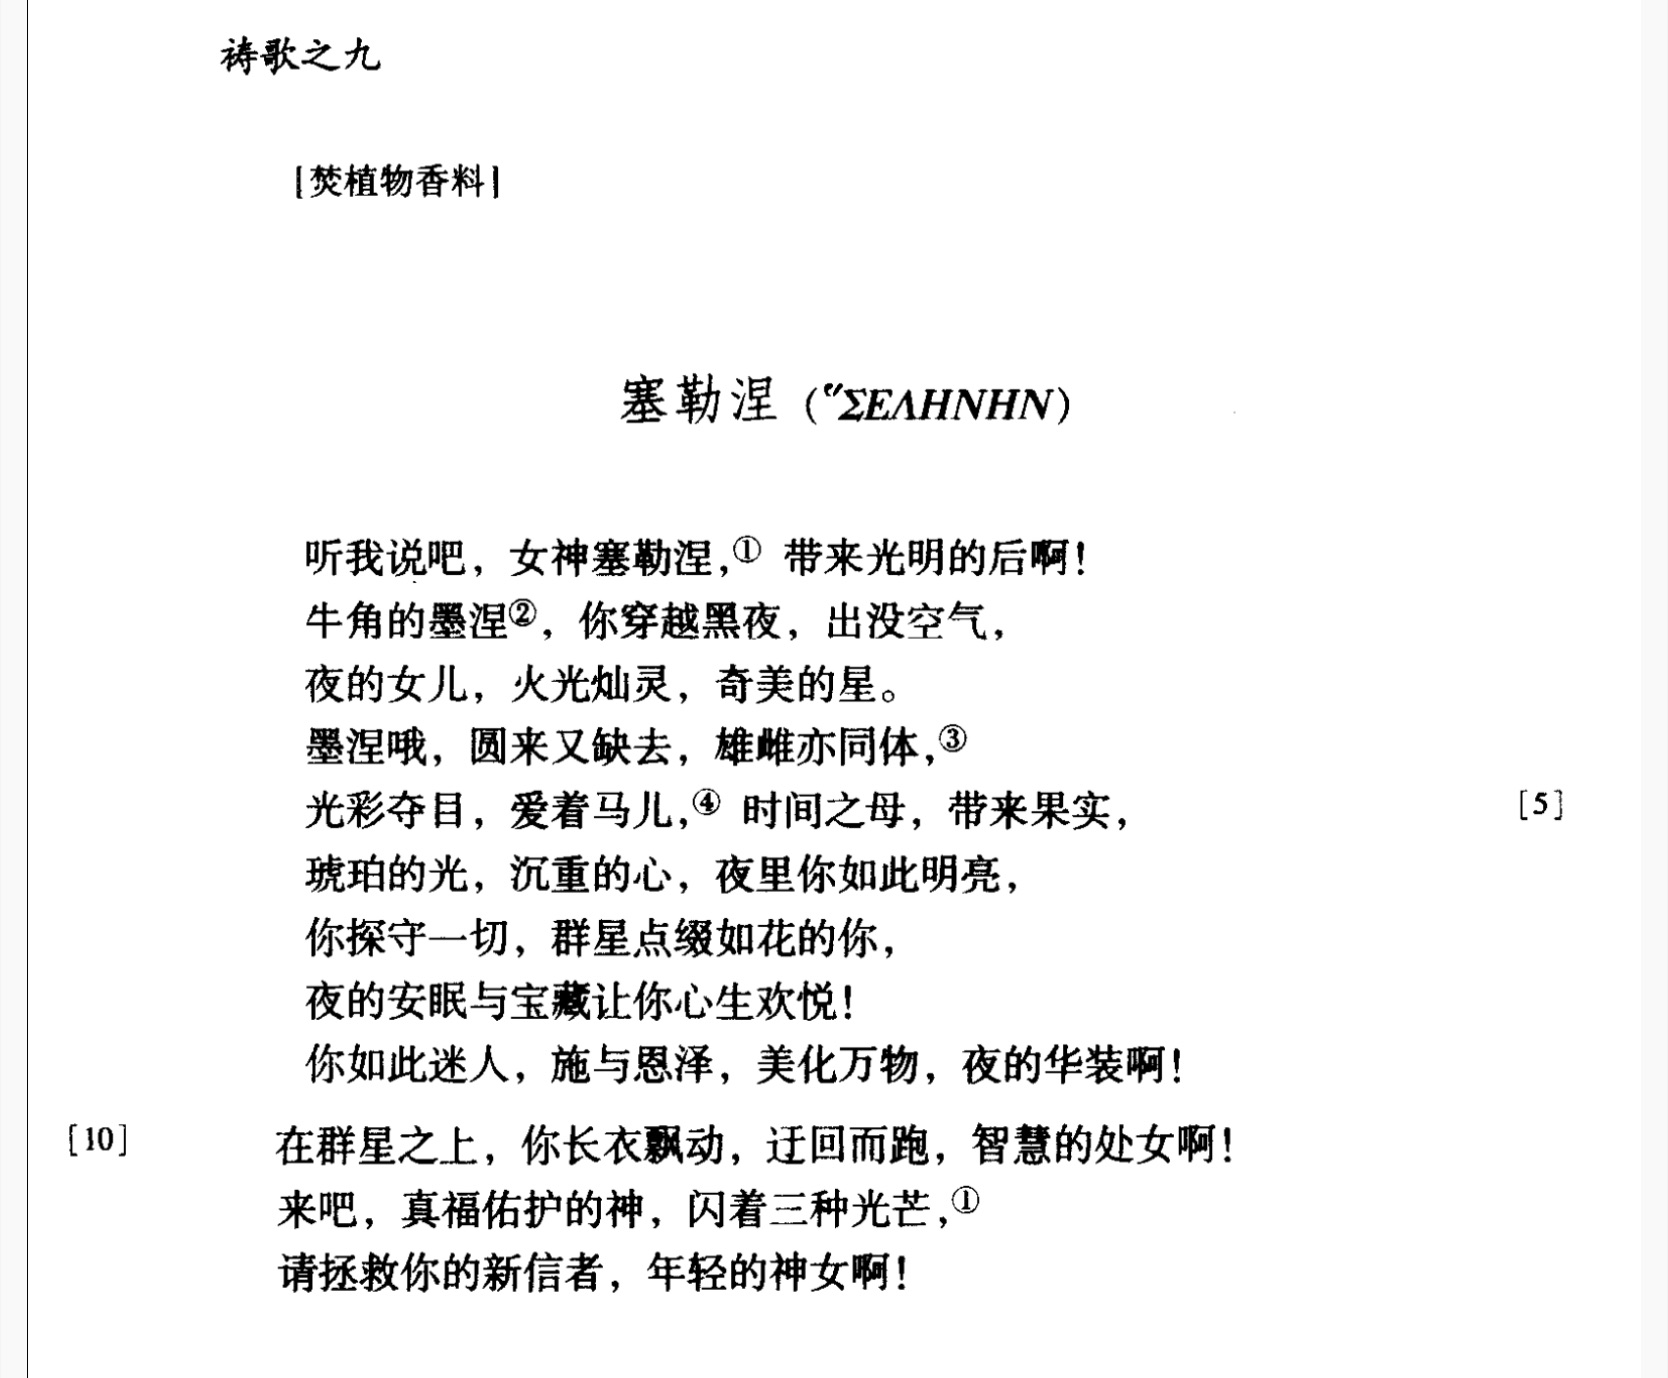 祷歌之九
[焚植物香料]
塞勒涅（῞ΣΕΛΗΝΗΝ）
听我说吧，女神塞勒涅，① 带来光明的后啊！
牛角的墨涅②，你穿越黑夜，出没空气，
夜的女儿，火光灿灵，奇美的星。
墨涅哦，圆来又缺去，雄雌亦同体，③
光彩夺目，爱着马儿，④ 时间之母，带来果实， [5]
琥珀的光，沉重的心，夜里你如此明亮，
你探守一切，群星点缀如花的你，
夜的安眠与宝藏让你心生欢悦！
你如此迷人，施与恩泽，美化万物，夜的华装啊！
[10] 在群星之上，你长衣飘动，迂回而跑，智慧的处女啊！
来吧，真福佑护的神，闪着三种光芒，①
请拯救你的新信者，年轻的神女啊！